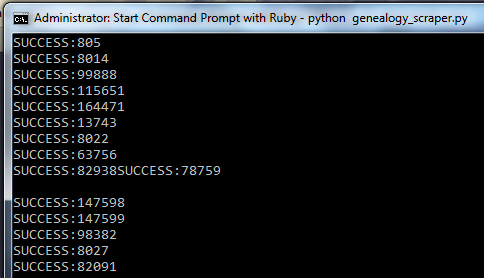 Administrator: Start Command Prompt with Ruby - python  genealogy_scraper.py
SUCCESS:805
SUCCESS:8014
SUCCESS:99888
SUCCESS:115651
SUCCESS:164471
SUCCESS:13743
SUCCESS:8022
SUCCESS:63756
SUCCESS:82938SUCCESS:78759
SUCCESS:147598
SUCCESS:147599
SUCCESS:98382
SUCCESS:8027
SUCCESS:82091